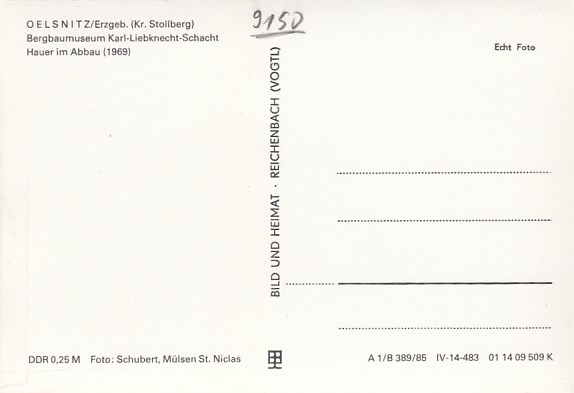 OELSNITZ/Erzgeb. (Kr. Stollberg)
Bergbaumuseum Karl-Liebknecht-Schacht
Hauer im Abbau (1969)
9150
Echt Foto
BILD UND HEIMAT · REICHENBACH (VOGTL)
DDR 0,25 M Foto: Schubert, Mülsen St. Niclas
A 1/B 389/85 IV-14-483 01 14 09 509 K